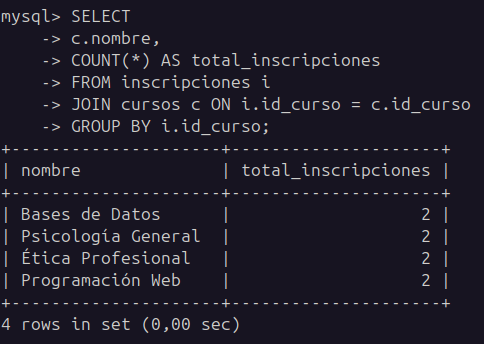 mysql> SELECT
    -> c.nombre,
    -> COUNT(*) AS total_inscripciones
    -> FROM inscripciones i
    -> JOIN cursos c ON i.id_curso = c.id_curso
    -> GROUP BY i.id_curso;
+---------------------+---------------------+
| nombre              | total_inscripciones |
+---------------------+---------------------+
| Bases de Datos      |                   2 |
| Psicología General  |                   2 |
| Ética Profesional   |                   2 |
| Programación Web    |                   2 |
+---------------------+---------------------+
4 rows in set (0,00 sec)